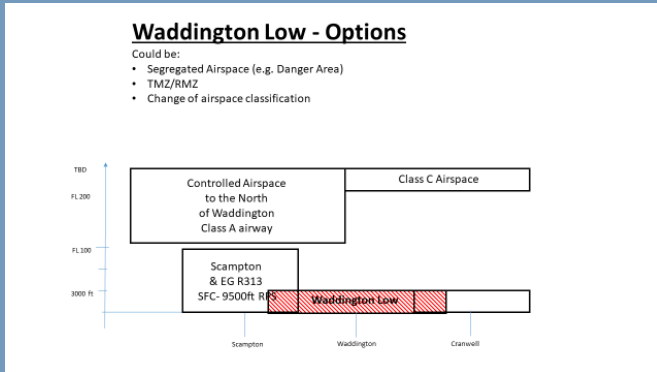 Waddington Low - Options
Could be:
• Segregated Airspace (e.g. Danger Area)
• TMZ/RMZ
• Change of airspace classification
TBD
FL 200
FL 100
3000 ft
Controlled Airspace
to the North
of Waddington
Class A airway
Class C Airspace
Scampton
& EG R313
SFC- 9500ft RPS
Waddington Low
Scampton
Waddington
Cranwell